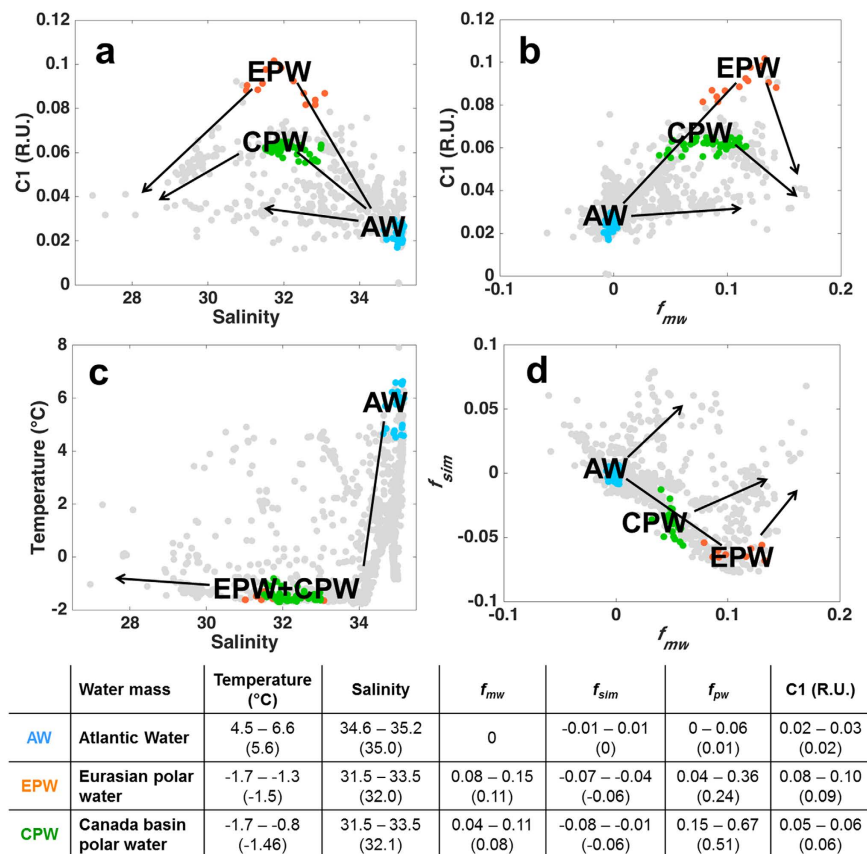 a
0.12
0.1
0.08
0.06
0.04
0.02
0
C1 (R.U.)
EPW
CPW
AW
28
30
32
34
Salinity
b
0.12
0.1
0.08
0.06
0.04
0.02
0
C1 (R.U.)
EPW
CPW
AW
-0.1
0
0.1
0.2
fmw
c
8
6
4
2
0
-2
Temperature (°C)
AW
EPW+CPW
28
30
32
34
Salinity
d
0.1
0.05
0
-0.05
-0.1
fsim
AW
CPW
EPW
-0.1
0
0.1
0.2
fmw
Water mass Temperature (°C) Salinity fmw fsim fpw C1 (R.U.)
AW Atlantic Water 4.5 – 6.6 34.6 – 35.2 0 -0.01 – 0.01 0 – 0.06 0.02 – 0.03
(5.6) (35.0) (0) (0.01) (0.02)
EPW Eurasian polar water -1.7 – -1.3 31.5 – 33.5 0.08 – 0.15 -0.07 – -0.04 0.04 – 0.36 0.08 – 0.10
(-1.5) (32.0) (0.11) (-0.06) (0.24) (0.09)
CPW Canada basin polar water -1.7 – -0.8 31.5 – 33.5 0.04 – 0.11 -0.08 – -0.01 0.15 – 0.67 0.05 – 0.06
(-1.46) (32.1) (0.08) (-0.06) (0.51) (0.06)